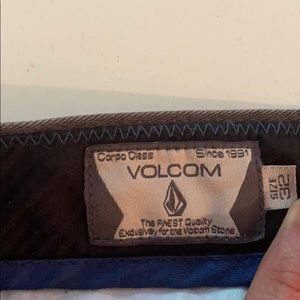 Corpo Class Since 1991
VOLCOM
The FINEST Quality
Exclusively for the Volcom Stone
SIZE 32